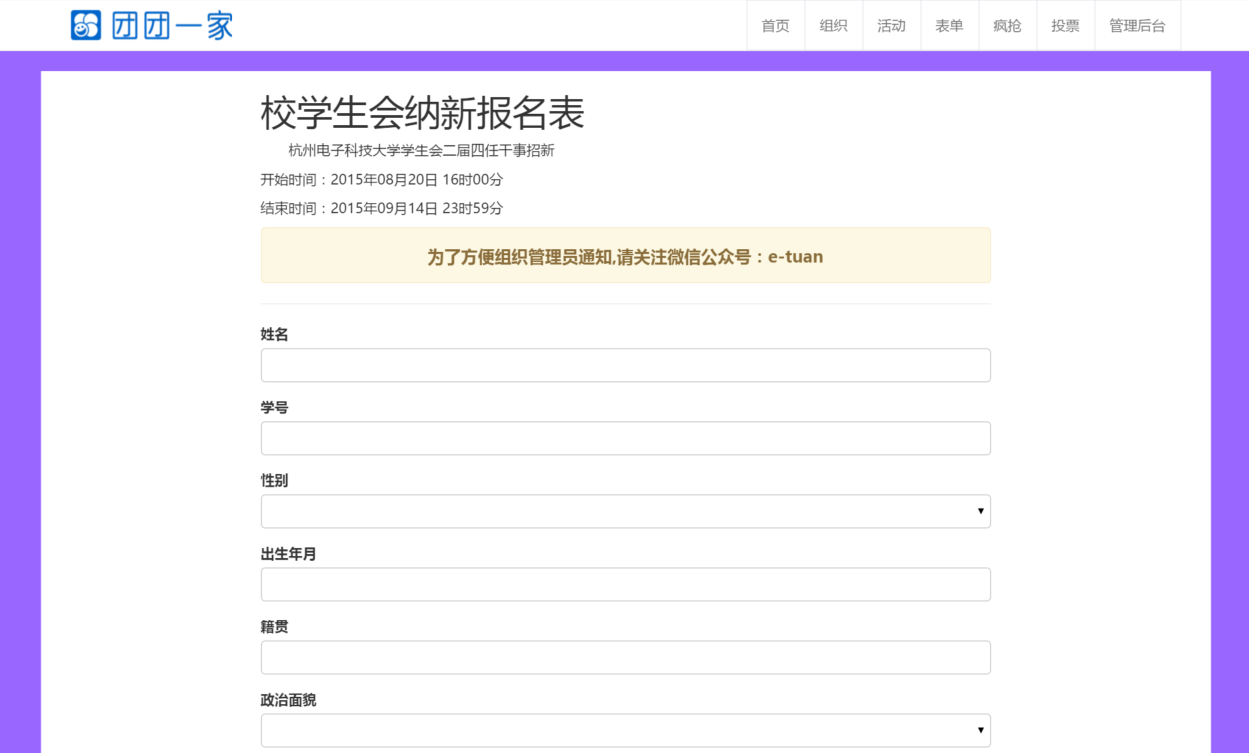 团团一家
首页 组织 活动 表单 疯抢 投票 管理后台
校学生会纳新报名表
杭州电子科技大学学生会二届四任干事招新
开始时间：2015年08月20日 16时00分
结束时间：2015年09月14日 23时59分
为了方便组织管理员通知,请关注微信公众号：e-tuan
姓名
学号
性别
出生年月
籍贯
政治面貌